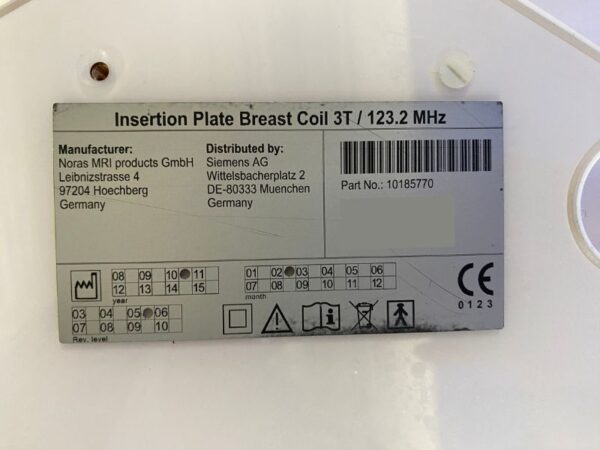 Insertion Plate Breast Coil 3T / 123.2 MHz
Manufacturer:
Noras MRI products GmbH
Leibnizstrasse 4
97204 Hoechberg
Germany
Distributed by:
Siemens AG
Wittelsbacherplatz 2
DE-80333 Muenchen
Germany
Part No.: 10185770
08 09 10 11
12 13 14 15
year
01 02 03 04 05 06
07 08 09 10 11 12
month
03 04 05 06
07 08 09 10
Rev. level
CE
0123